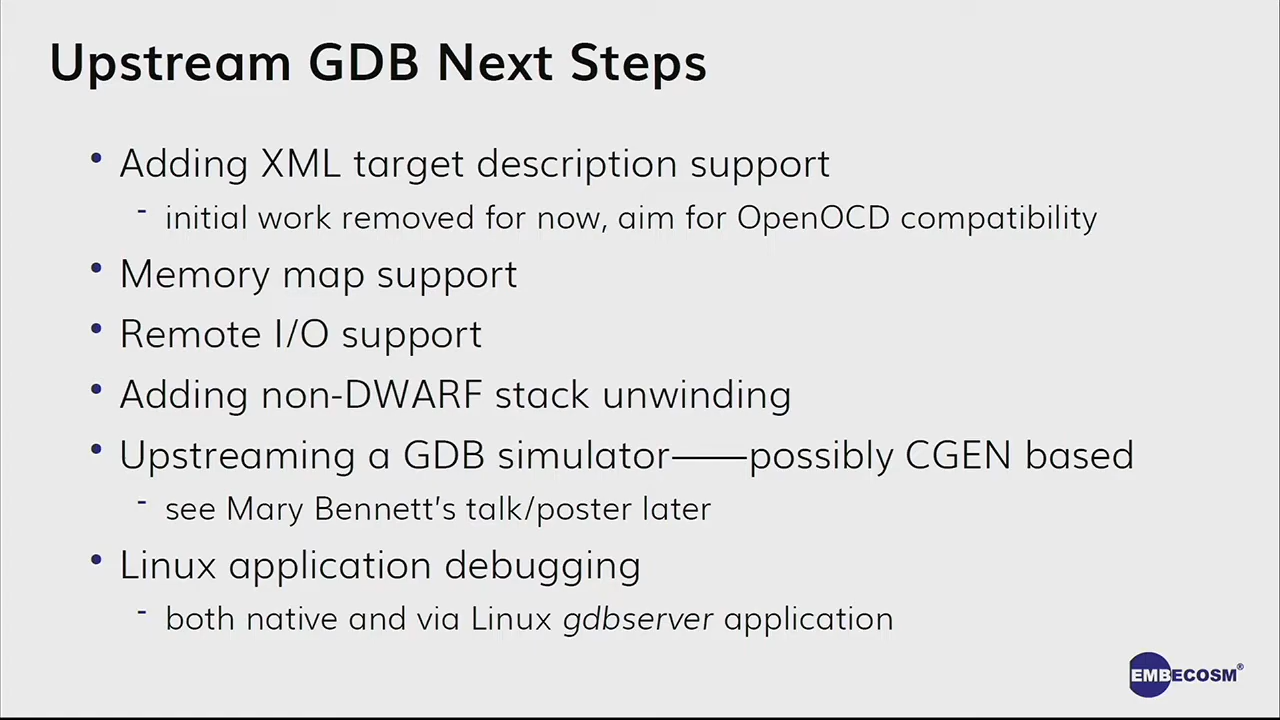 Upstream GDB Next Steps
• Adding XML target description support
- initial work removed for now, aim for OpenOCD compatibility
• Memory map support
• Remote I/O support
• Adding non-DWARF stack unwinding
• Upstreaming a GDB simulator——possibly CGEN based
- see Mary Bennett's talk/poster later
• Linux application debugging
- both native and via Linux gdbserver application
EMBECOSM®